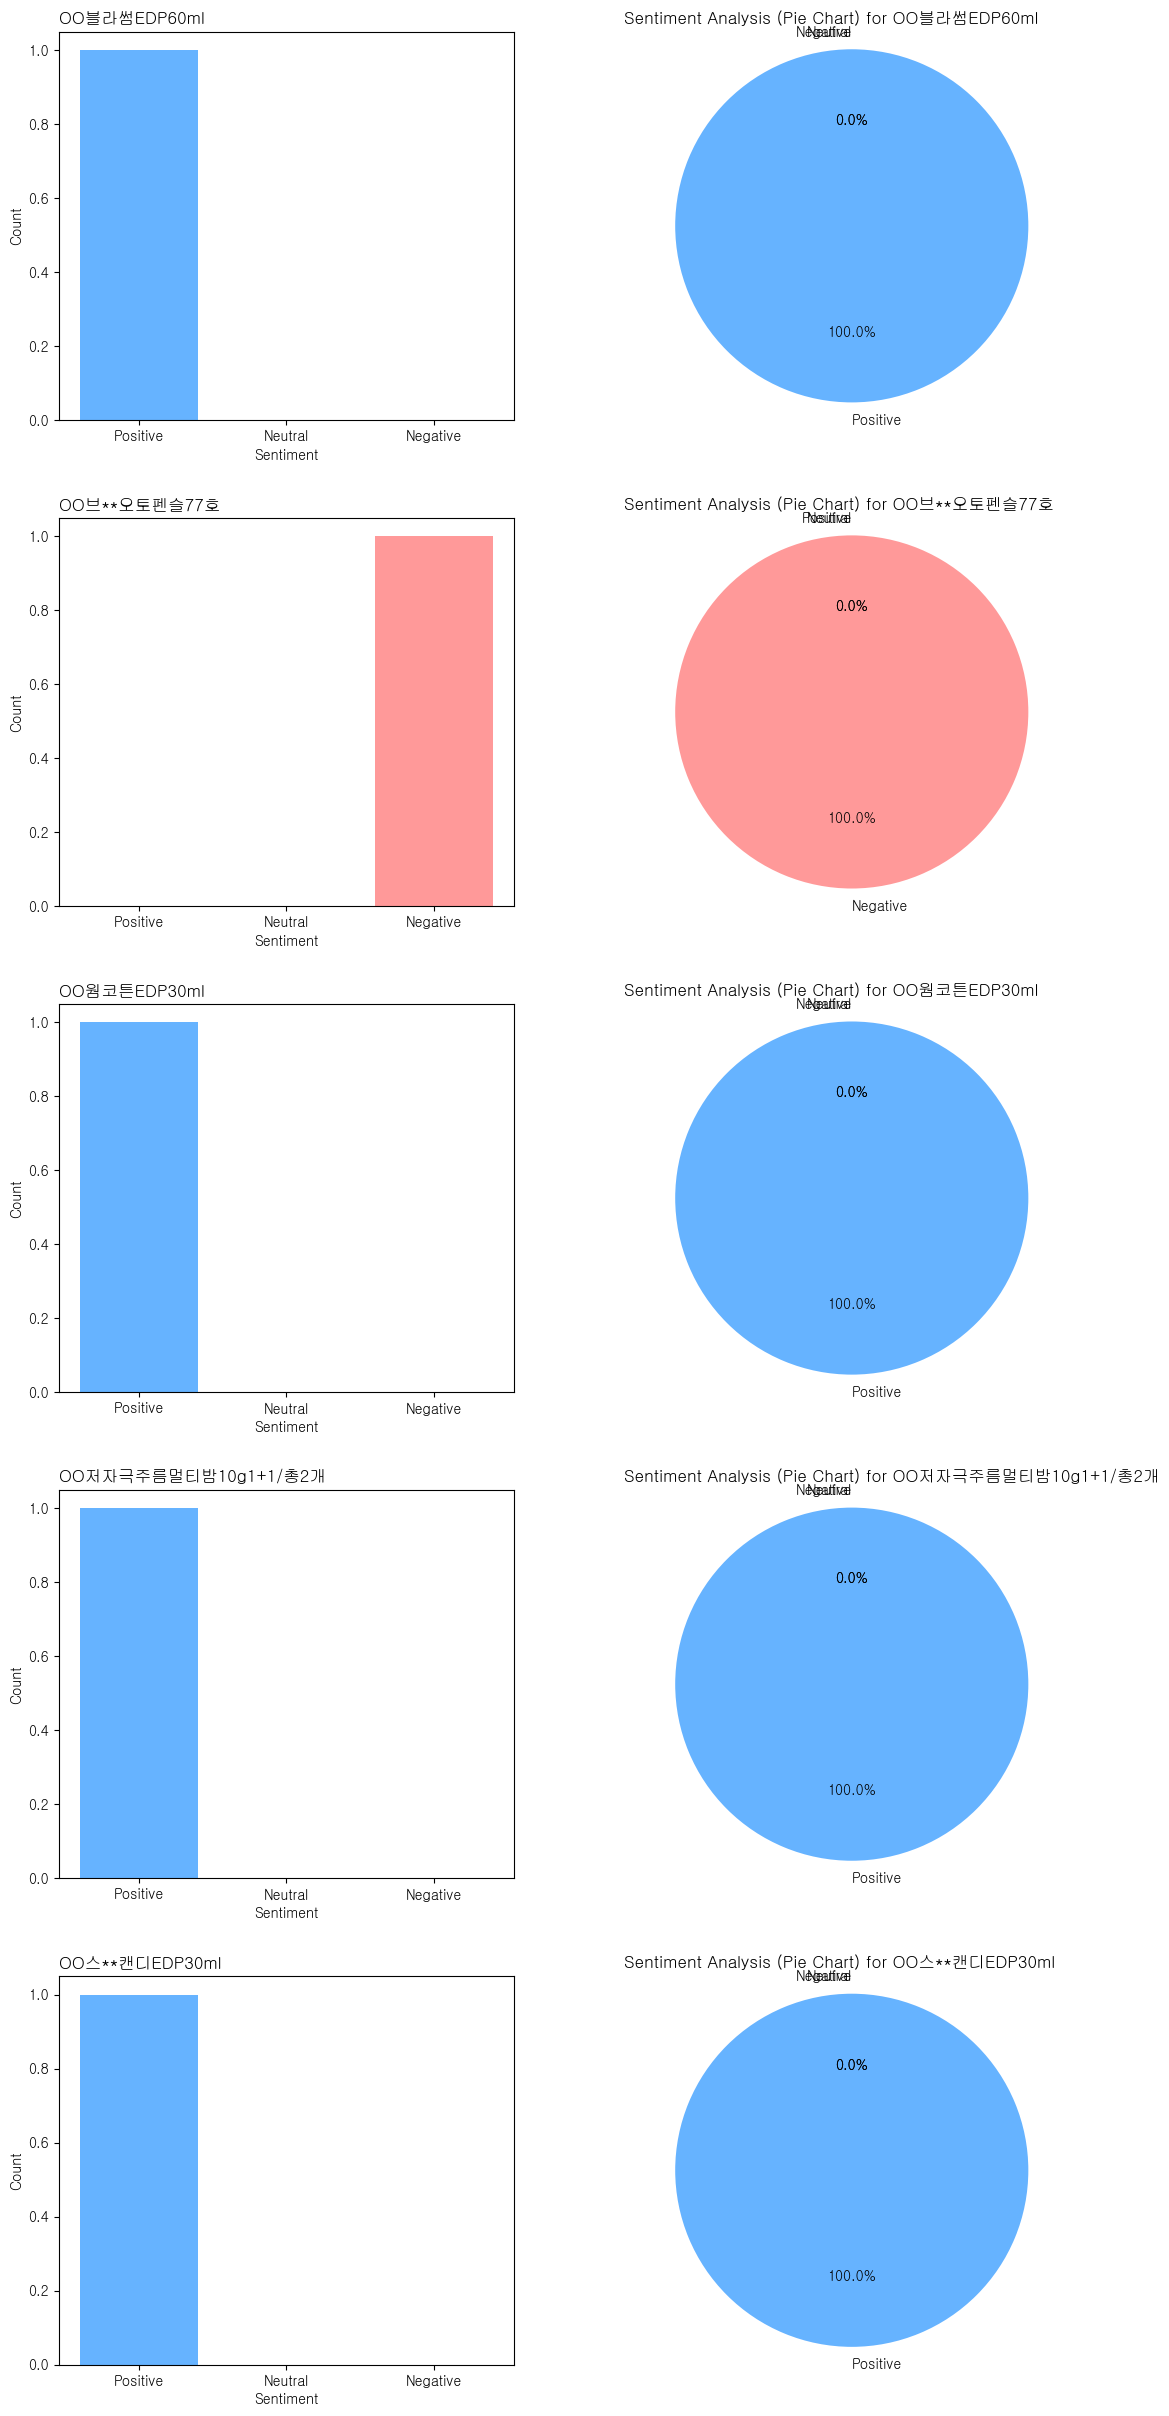 OO블라썸EDP60ml
1.0
0.8
0.6
0.4
0.2
0.0
Count
Positive Neutral Negative
Sentiment
Sentiment Analysis (Pie Chart) for OO블라썸EDP60ml
Negative
Neutral
0.0%
100.0%
Positive
OO브**오토펜슬77호
1.0
0.8
0.6
0.4
0.2
0.0
Count
Positive Neutral Negative
Sentiment
Sentiment Analysis (Pie Chart) for OO브**오토펜슬77호
Positive
Neutral
0.0%
100.0%
Negative
OO웜코튼EDP30ml
1.0
0.8
0.6
0.4
0.2
0.0
Count
Positive Neutral Negative
Sentiment
Sentiment Analysis (Pie Chart) for OO웜코튼EDP30ml
Negative
Neutral
0.0%
100.0%
Positive
OO저자극주름멀티밤10g1+1/총2개
1.0
0.8
0.6
0.4
0.2
0.0
Count
Positive Neutral Negative
Sentiment
Sentiment Analysis (Pie Chart) for OO저자극주름멀티밤10g1+1/총2개
Negative
Neutral
0.0%
100.0%
Positive
OO스**캔디EDP30ml
1.0
0.8
0.6
0.4
0.2
0.0
Count
Positive Neutral Negative
Sentiment
Sentiment Analysis (Pie Chart) for OO스**캔디EDP30ml
Negative
Neutral
0.0%
100.0%
Positive